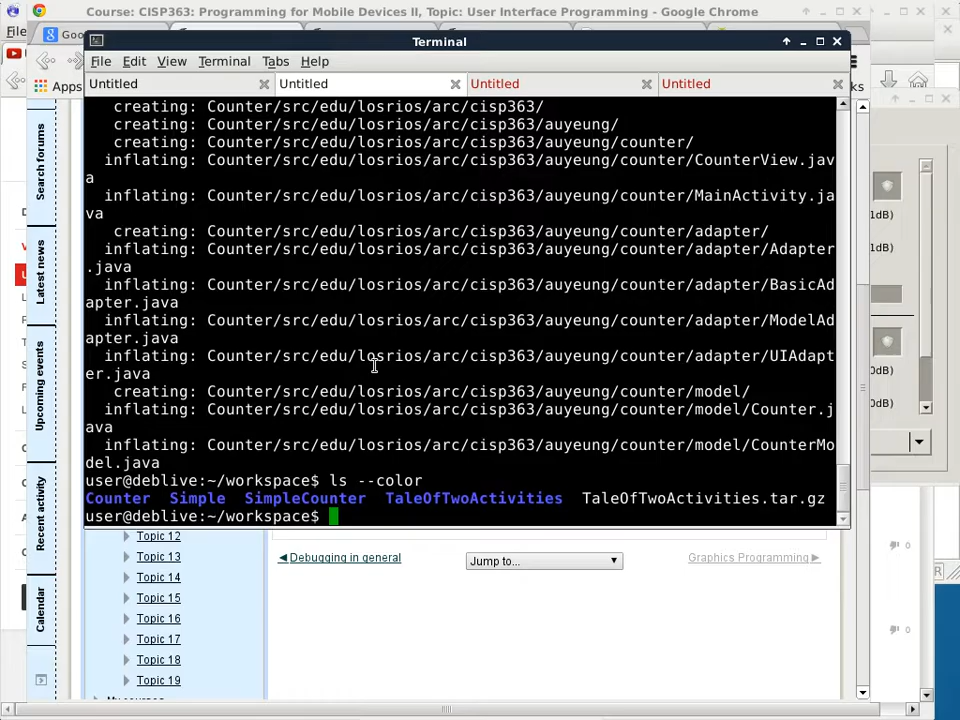 Course: CISP363: Programming for Mobile Devices II, Topic: User Interface Programming - Google Chrome
File
Goo
Apps
ks
Terminal
File Edit View Terminal Tabs Help
Untitled Untitled Untitled Untitled
creating: Counter/src/edu/losrios/arc/cisp363/
creating: Counter/src/edu/losrios/arc/cisp363/auyeung/
creating: Counter/src/edu/losrios/arc/cisp363/auyeung/counter/
inflating: Counter/src/edu/losrios/arc/cisp363/auyeung/counter/CounterView.jav
a
inflating: Counter/src/edu/losrios/arc/cisp363/auyeung/counter/MainActivity.ja
va
creating: Counter/src/edu/losrios/arc/cisp363/auyeung/counter/adapter/
inflating: Counter/src/edu/losrios/arc/cisp363/auyeung/counter/adapter/Adapter
.java
inflating: Counter/src/edu/losrios/arc/cisp363/auyeung/counter/adapter/BasicAd
apter.java
inflating: Counter/src/edu/losrios/arc/cisp363/auyeung/counter/adapter/ModelAd
apter.java
inflating: Counter/src/edu/losrios/arc/cisp363/auyeung/counter/adapter/UIAdapt
er.java
creating: Counter/src/edu/losrios/arc/cisp363/auyeung/counter/model/
inflating: Counter/src/edu/losrios/arc/cisp363/auyeung/counter/model/Counter.j
ava
inflating: Counter/src/edu/losrios/arc/cisp363/auyeung/counter/model/CounterMo
del.java
user@deblive:~/workspace$ ls --color
Counter Simple SimpleCounter TaleOfTwoActivities TaleOfTwoActivities.tar.gz
user@deblive:~/workspace$
Search forums
Latest news
Upcoming events
Recent activity
Calendar
Topic 12
Topic 13
Topic 14
Topic 15
Topic 16
Topic 17
Topic 18
Topic 19
◀ Debugging in general
Jump to...
Graphics Programming ▶
1dB)
1dB)
0dB)
0dB)
0
0